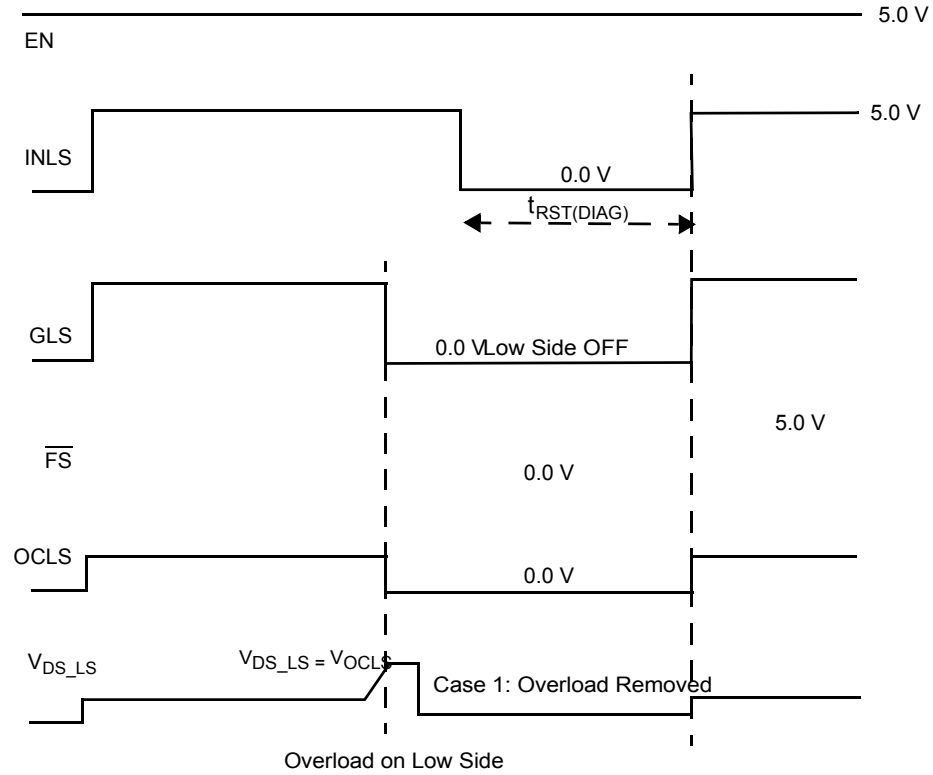 5.0 V
EN
5.0 V
INLS
0.0 V
tRST(DIAG)
GLS
0.0 V Low Side OFF
5.0 V
FS
0.0 V
OCLS
0.0 V
VDS_LS
VDS_LS = VOCLS
Case 1: Overload Removed
Overload on Low Side